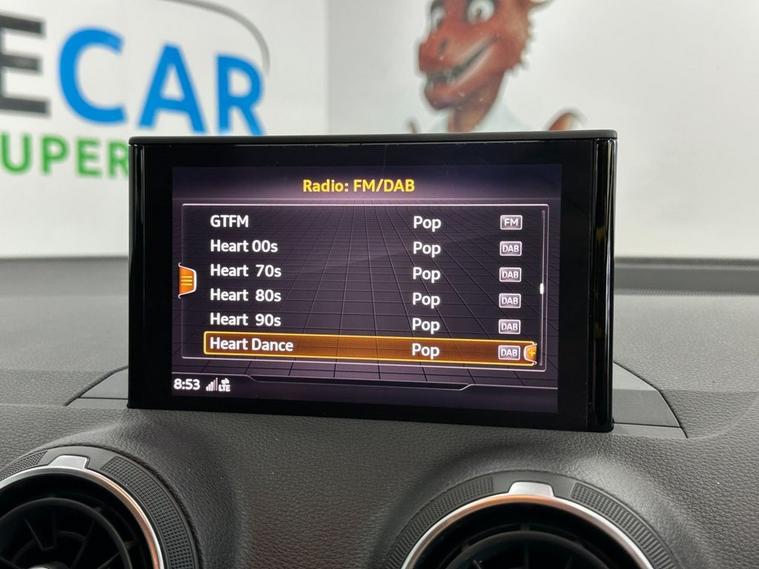 ECAR
UPER
Radio: FM/DAB
GTFM Pop FM
Heart 00s Pop DAB
Heart 70s Pop DAB
Heart 80s Pop DAB
Heart 90s Pop DAB
Heart Dance Pop DAB
8:53 LTE